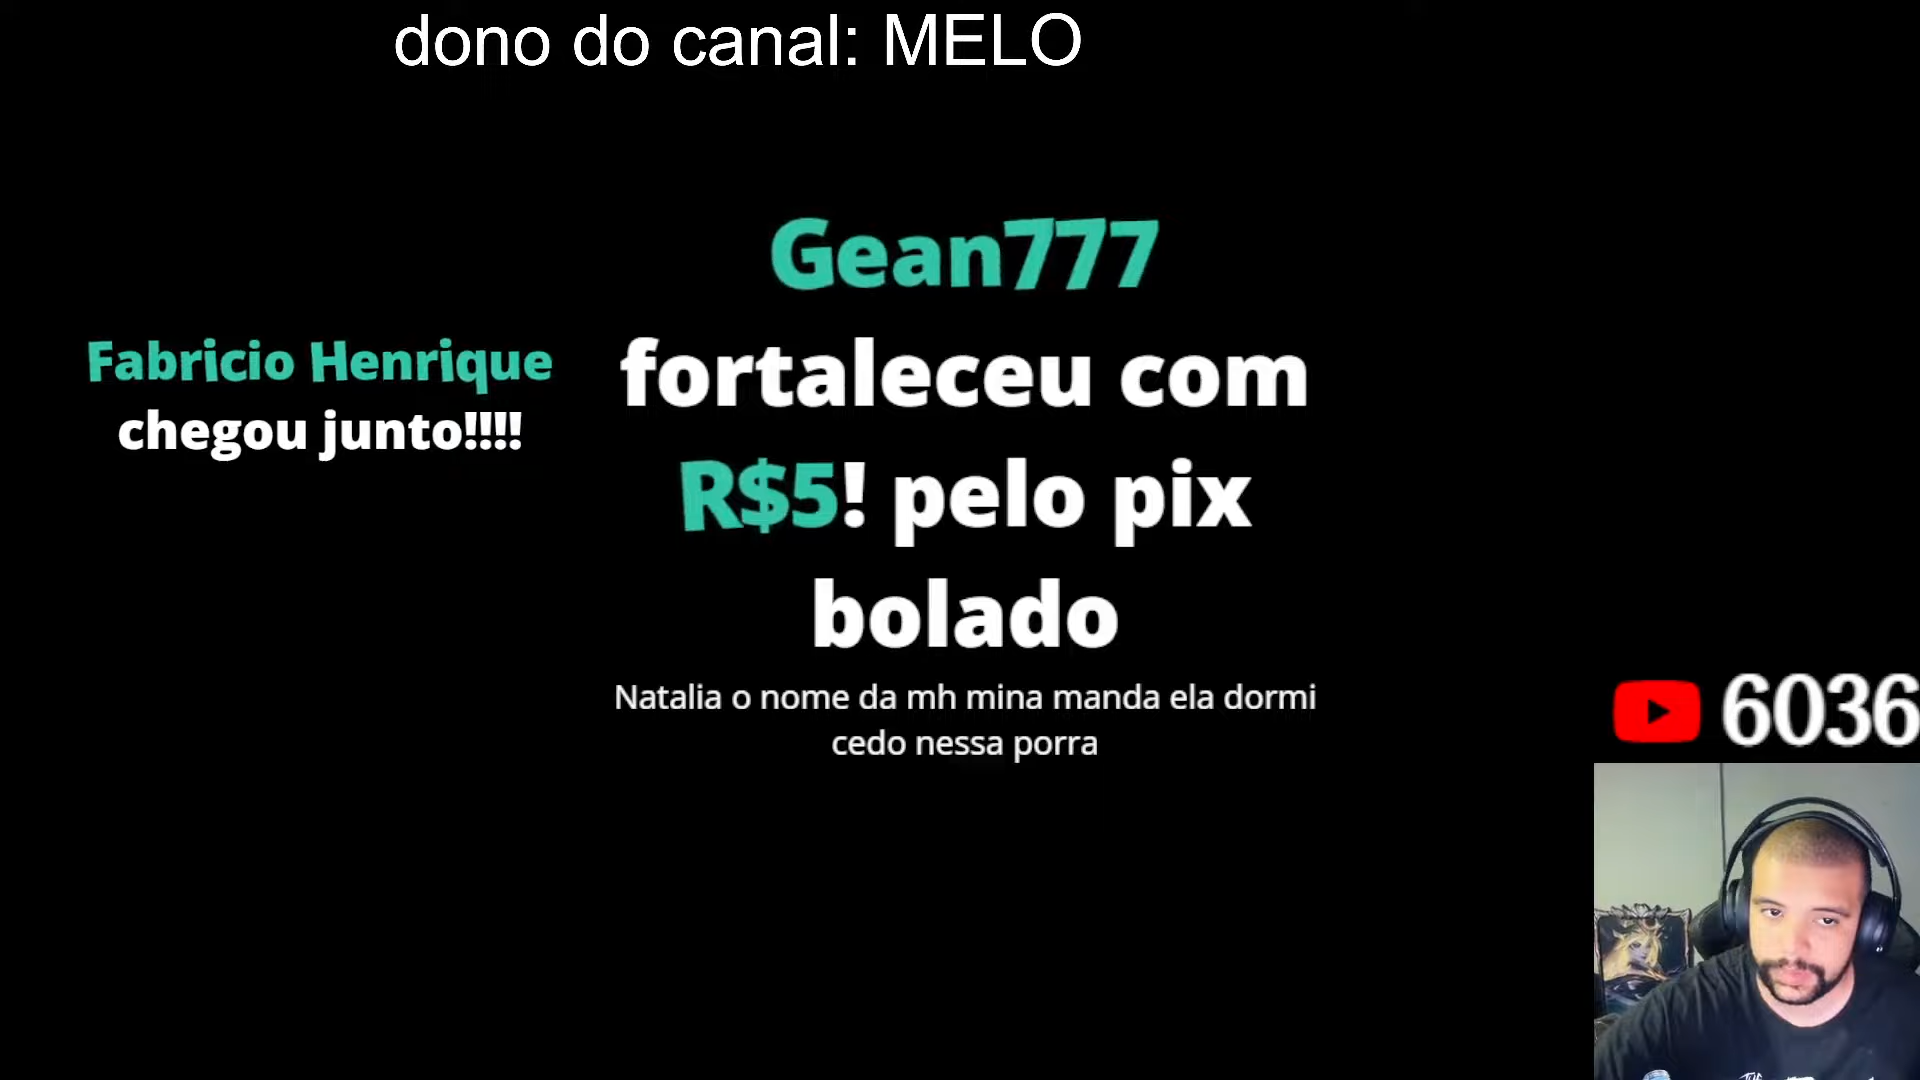 dono do canal: MELO
Fabricio Henrique
chegou junto!!!!
Gean777
fortaleceu com
R$5! pelo pix
bolado
Natalia o nome da mh mina manda ela dormi
cedo nessa porra
6036